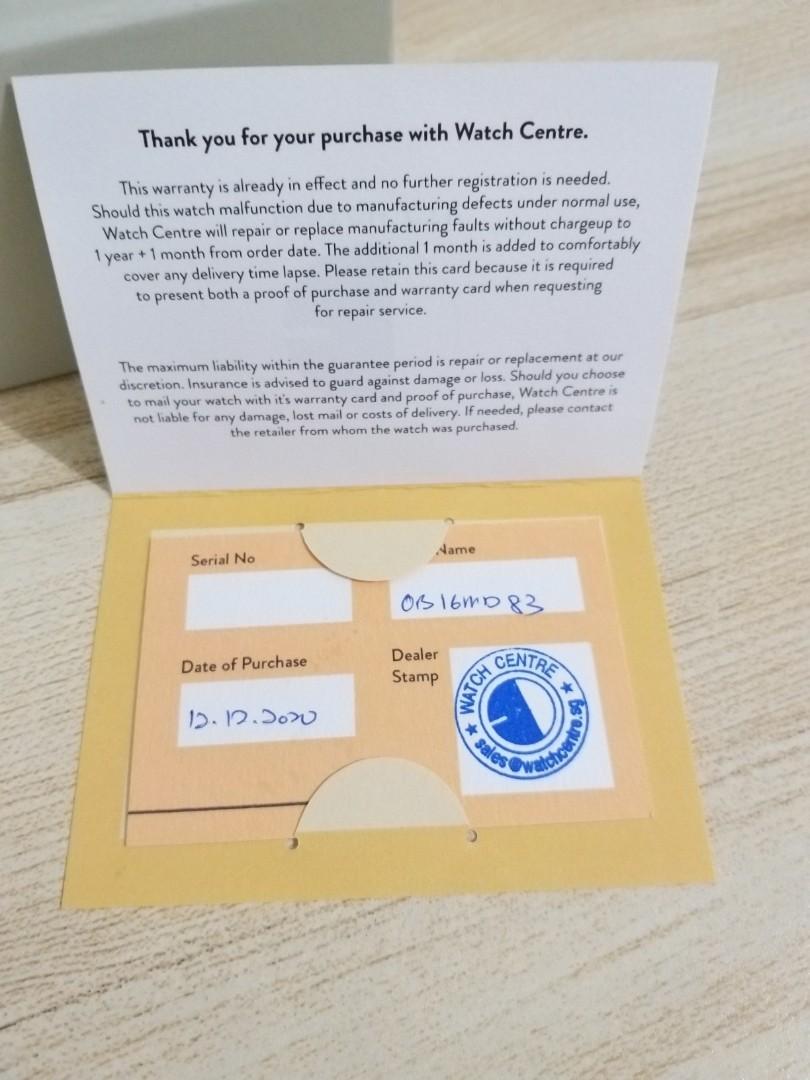 Thank you for your purchase with Watch Centre.
This warranty is already in effect and no further registration is needed.
Should this watch malfunction due to manufacturing defects under normal use,
Watch Centre will repair or replace manufacturing faults without chargeup to
1 year + 1 month from order date. The additional 1 month is added to comfortably
cover any delivery time lapse. Please retain this card because it is required
to present both a proof of purchase and warranty card when requesting
for repair service.
The maximum liability within the guarantee period is repair or replacement at our
discretion. Insurance is advised to guard against damage or loss. Should you choose
to mail your watch with it's warranty card and proof of purchase, Watch Centre is
not liable for any damage, lost mail or costs of delivery. If needed, please contact
the retailer from whom the watch was purchased.
Serial No
Name
OB16MD83
Date of Purchase
12.12.2020
Dealer
Stamp
WATCH CENTRE
sales@watchcentre.sg